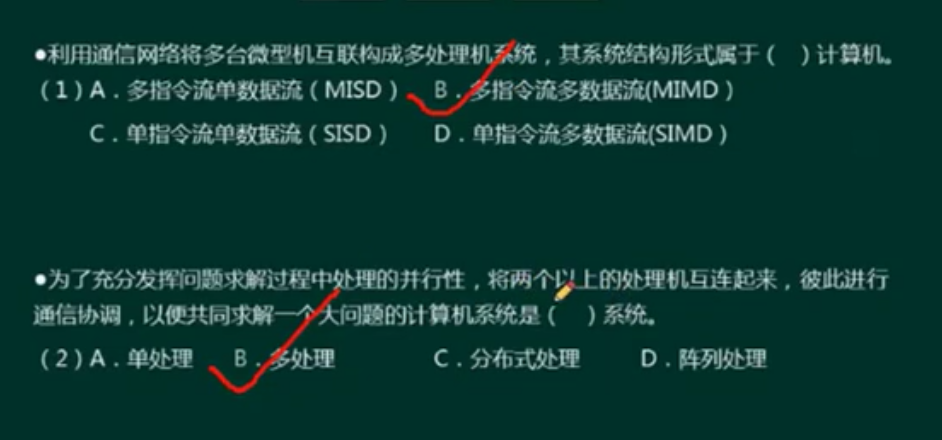 ●利用通信网络将多台微型机互联构成多处理机系统，其系统结构形式属于（ ）计算机。
（1）A．多指令流单数据流（MISD） B．多指令流多数据流(MIMD）
C．单指令流单数据流（SISD） D．单指令流多数据流(SIMD）
●为了充分发挥问题求解过程中处理的并行性，将两个以上的处理机互连起来，彼此进行
通信协调，以便共同求解一个大问题的计算机系统是（ ）系统。
（2）A．单处理 B．多处理 C．分布式处理 D．阵列处理